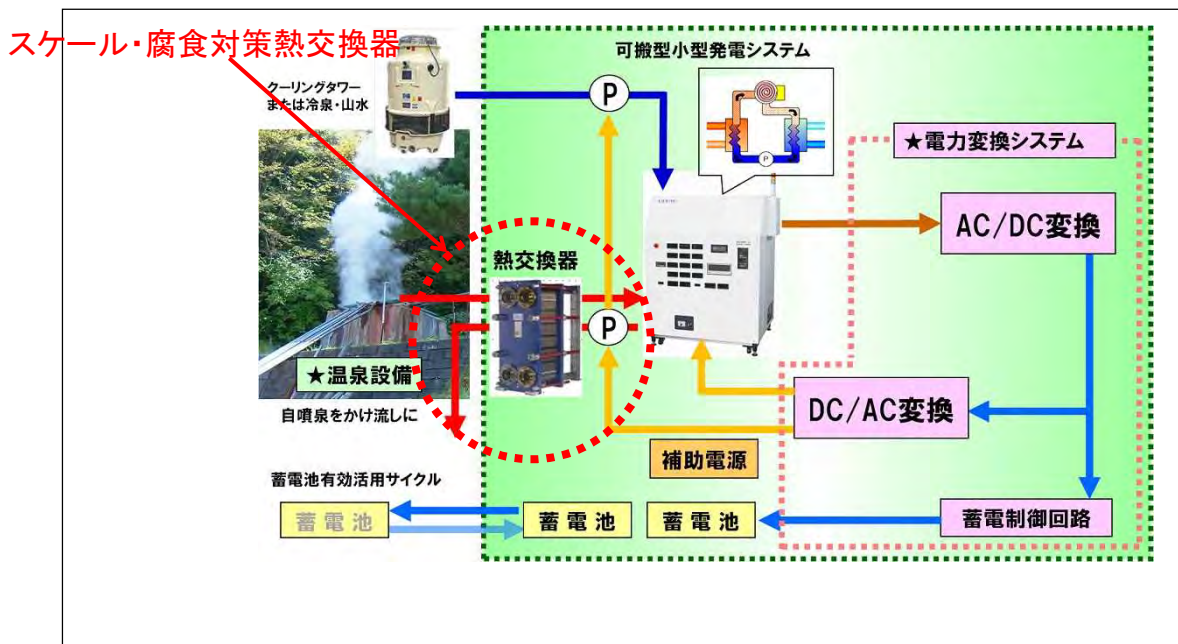 スケール・腐食対策熱交換器
可搬型小型発電システム
クーリングタワー
または冷泉・山水
P
P
★電力変換システム
AC/DC変換
熱交換器
P
★温泉設備
自噴泉をかけ流しに
DC/AC変換
補助電源
蓄電池有効活用サイクル
蓄電池
蓄電池
蓄電池
蓄電制御回路